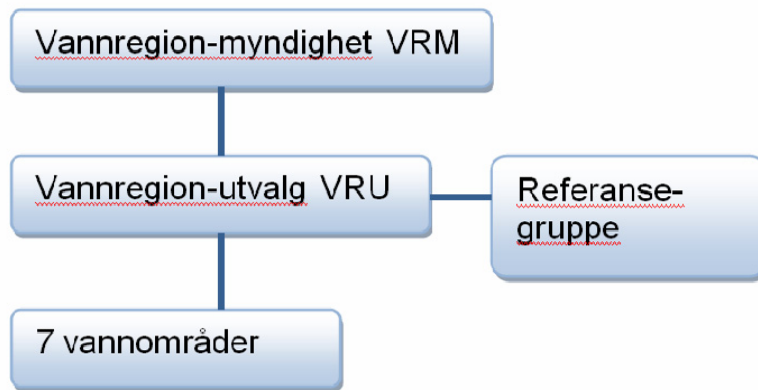 Vannregion-myndighet VRM
Vannregion-utvalg VRU
Referanse-
gruppe
7 vannområder